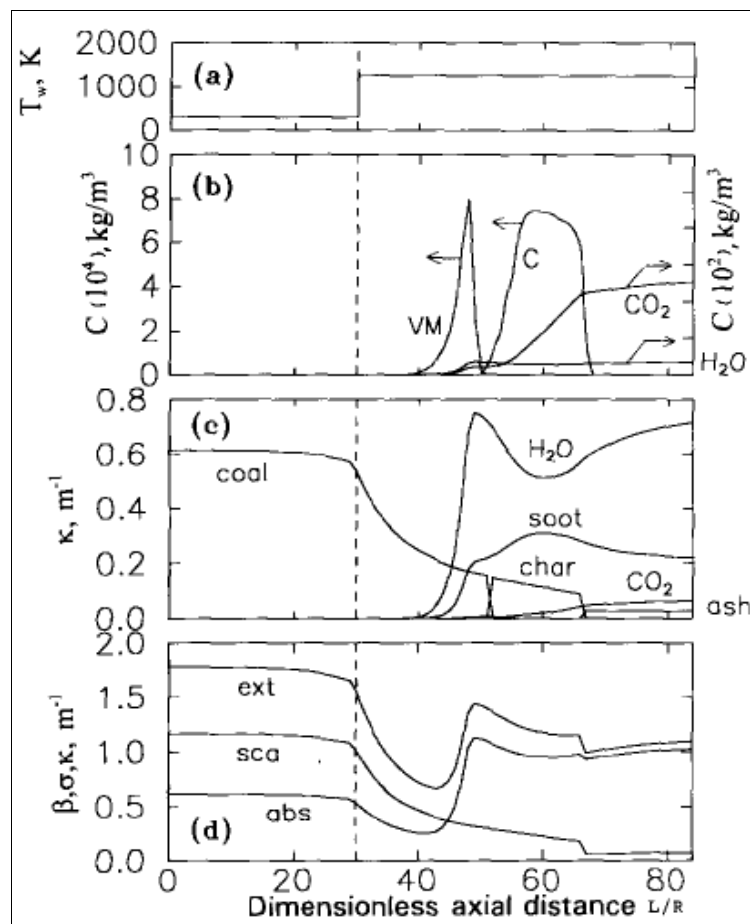 2000
1000
0
T_w, K
(a)
10
8
6
4
2
0
C (10⁴), kg/m³
(b)
VM
C
CO₂
H₂O
C (10²), kg/m³
0.8
0.6
0.4
0.2
0.0
κ, m⁻¹
(c)
coal
H₂O
soot
char
CO₂
ash
2.0
1.5
1.0
0.5
0.0
β,σ,κ, m⁻¹
ext
sca
abs
(d)
0 20 40 60 80
Dimensionless axial distance L/R